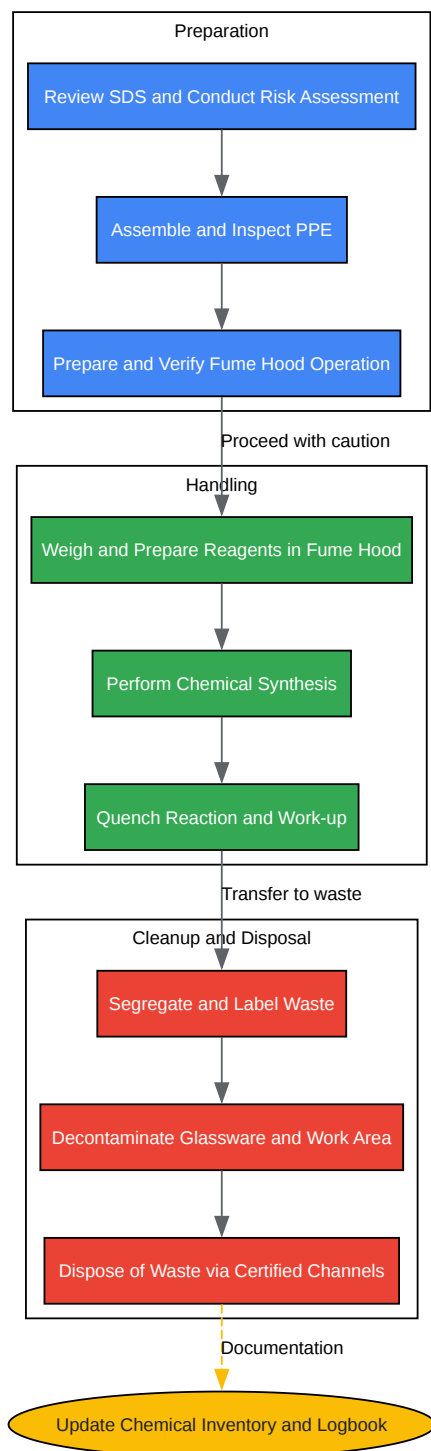 Preparation
Review SDS and Conduct Risk Assessment
Assemble and Inspect PPE
Prepare and Verify Fume Hood Operation
Proceed with caution
Handling
Weigh and Prepare Reagents in Fume Hood
Perform Chemical Synthesis
Quench Reaction and Work-up
Transfer to waste
Cleanup and Disposal
Segregate and Label Waste
Decontaminate Glassware and Work Area
Dispose of Waste via Certified Channels
Documentation
Update Chemical Inventory and Logbook